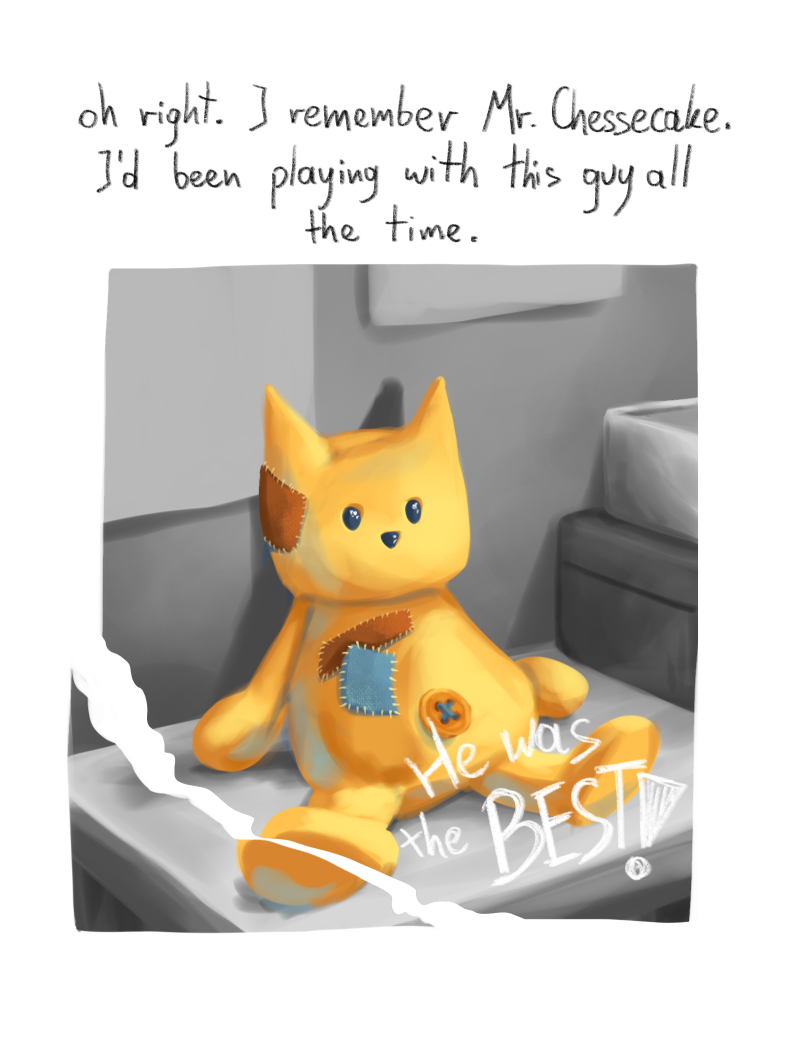 oh right. I remember Mr. Chessecake.
I'd been playing with this guy all
the time.
He was
the BEST!